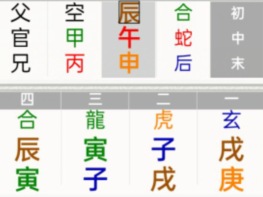 父 空 辰 合 初
官 甲 午 蛇 中
兄 丙 申 后 末
四 三 二 一
合 龍 虎 玄
辰 寅 子 戌
寅 子 戌 庚